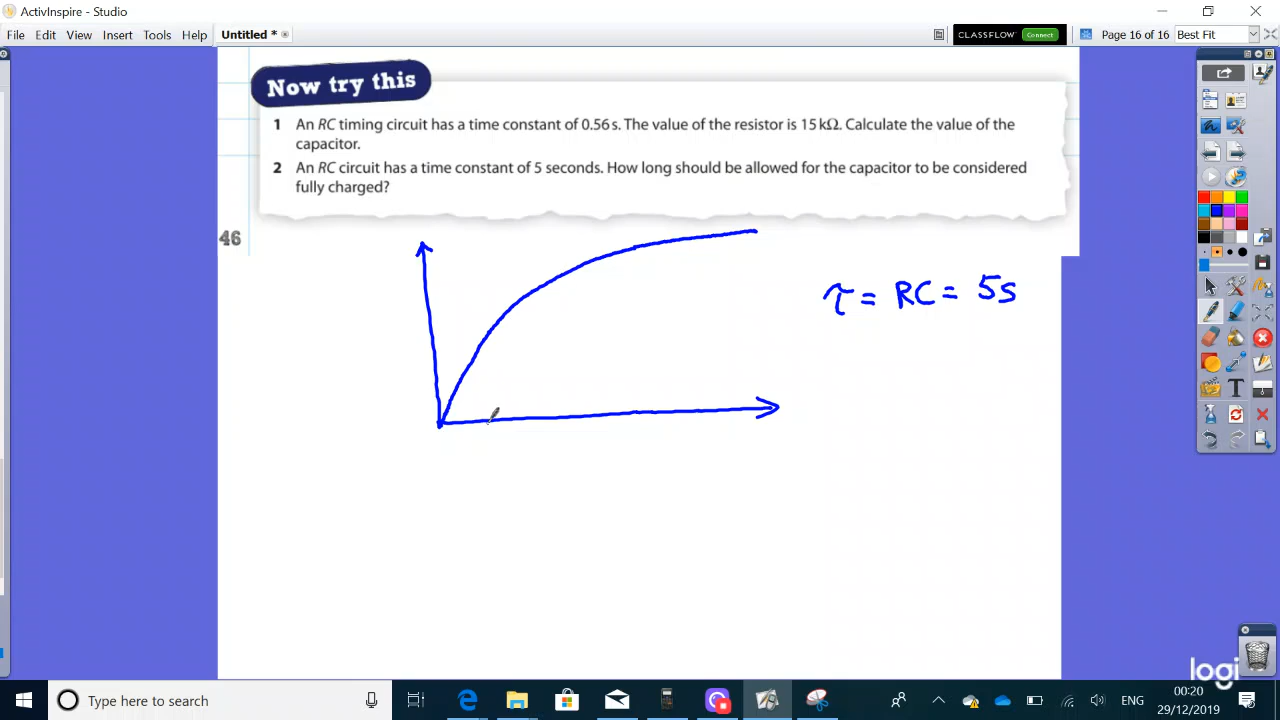 ActivInspire - Studio
File Edit View Insert Tools Help Untitled * CLASSFLOW Connect Page 16 of 16 Best Fit
Now try this
1 An RC timing circuit has a time constant of 0.56 s. The value of the resistor is 15 kΩ. Calculate the value of the
capacitor.
2 An RC circuit has a time constant of 5 seconds. How long should be allowed for the capacitor to be considered
fully charged?
46
τ = RC = 5s
logi
Type here to search
ENG
00:20
29/12/2019